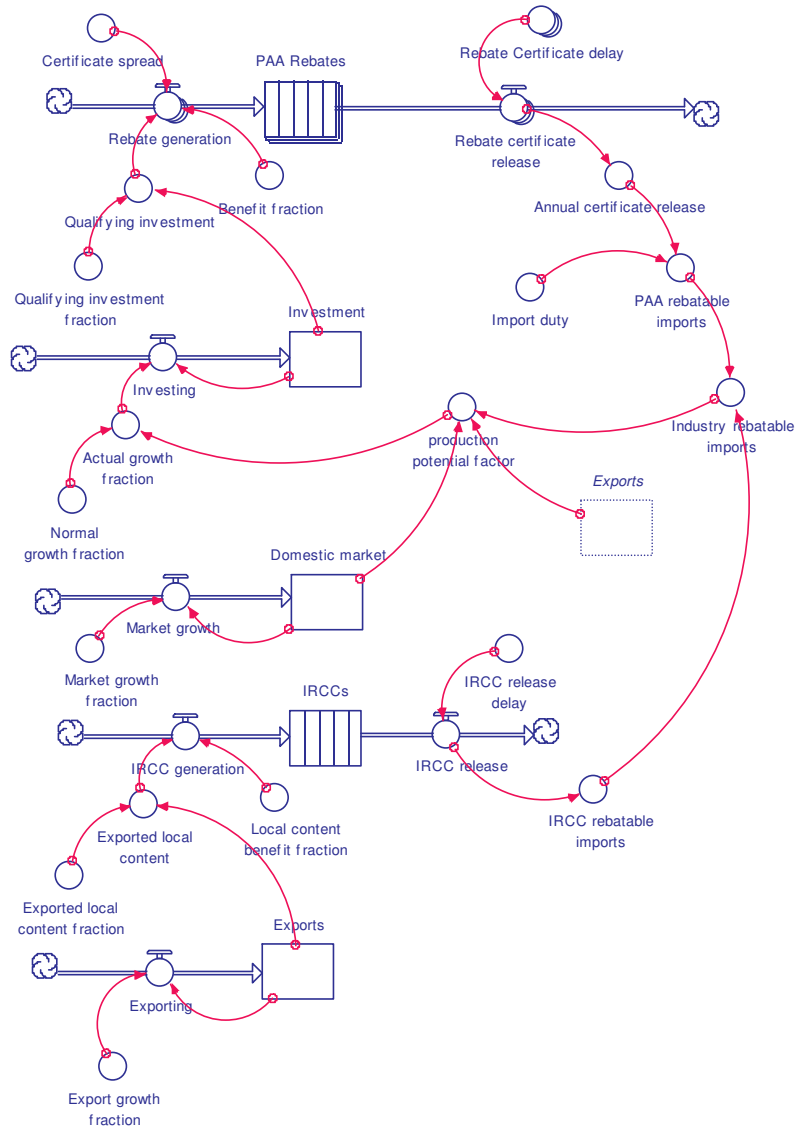 Certificate spread
PAA Rebates
Rebate Certificate delay
Rebate generation
Rebate certificate
release
Benefit fraction
Annual certificate release
Qualifying investment
Qualifying investment
fraction
Import duty
PAA rebatable
imports
Investment
Investing
Industry rebatable
imports
production
potential factor
Actual growth
fraction
Exports
Normal
growth fraction
Domestic market
Market growth
Market growth
fraction
IRCC release
delay
IRCCs
IRCC generation
IRCC release
Local content
benefit fraction
IRCC rebatable
imports
Exported local
content
Exported local
content fraction
Exports
Exporting
Export growth
fraction